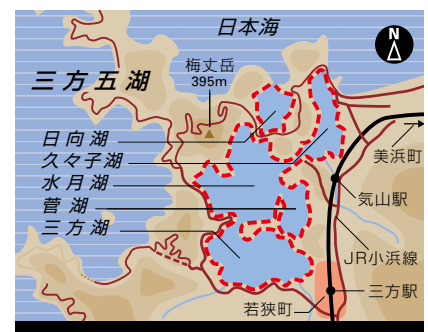 日本海
N
梅丈岳
395m
三方五湖
日向湖
久々子湖
水月湖
菅湖
三方湖
美浜町
気山駅
JR小浜線
三方駅
若狭町